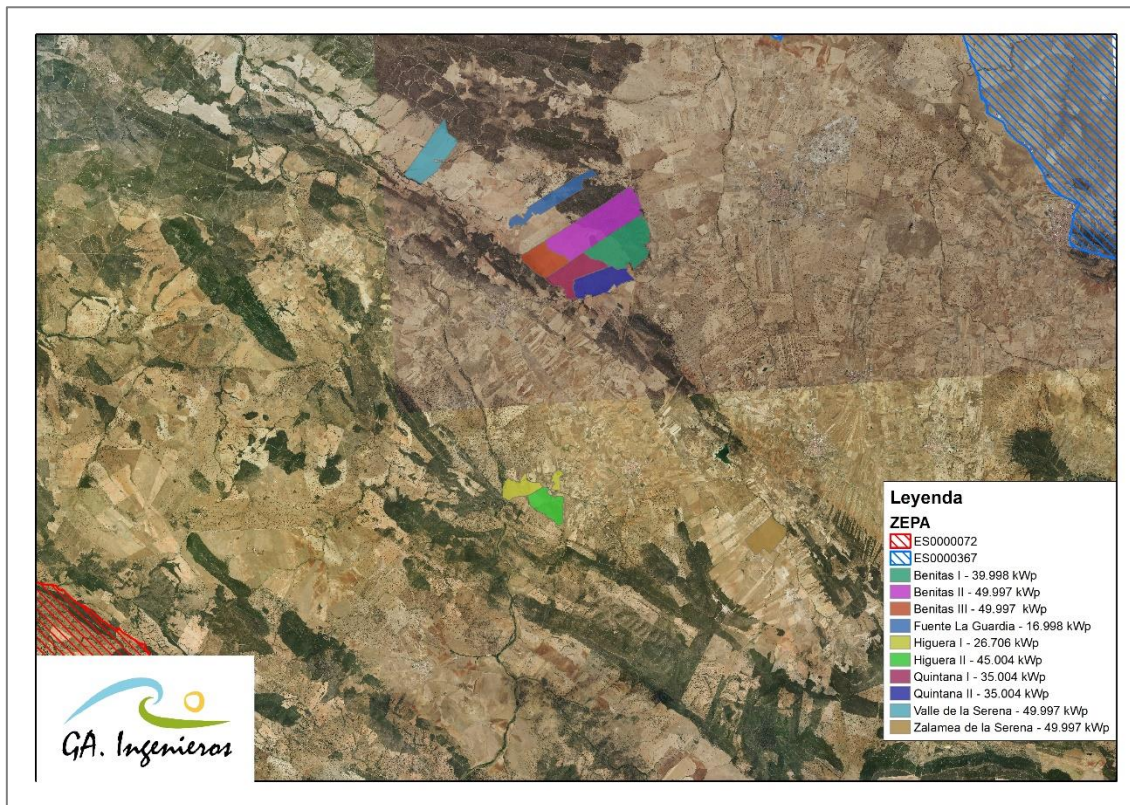 Leyenda
ZEPA
ES0000072
ES0000367
Benitas I - 39.998 kWp
Benitas II - 49.997 kWp
Benitas III - 49.997 kWp
Fuente La Guardia - 16.998 kWp
Higuera I - 26.706 kWp
Higuera II - 45.004 kWp
Quintana I - 35.004 kWp
Quintana II - 35.004 kWp
Valle de la Serena - 49.997 kWp
Zalamea de la Serena - 49.997 kWp
GA. Ingenieros